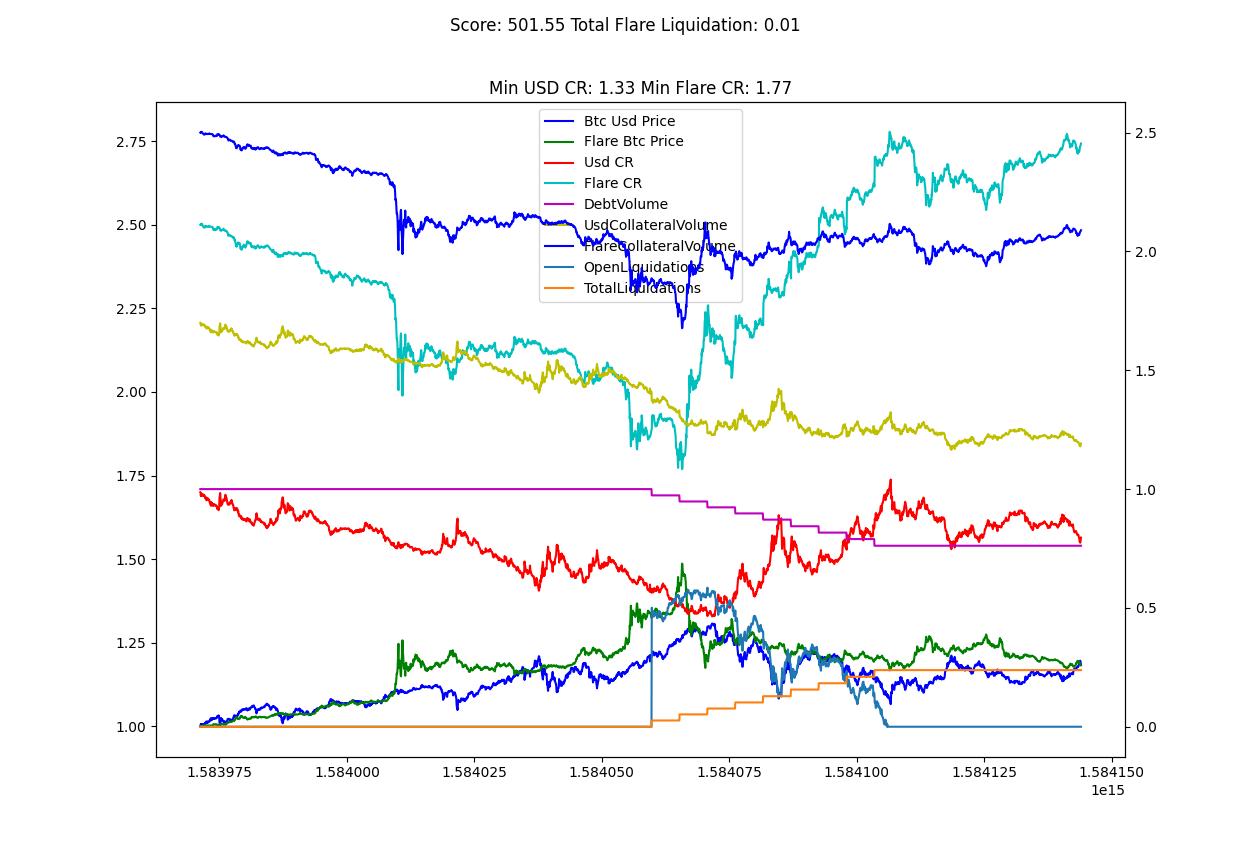 Score: 501.55 Total Flare Liquidation: 0.01
Min USD CR: 1.33 Min Flare CR: 1.77
Btc Usd Price
Flare Btc Price
Usd CR
Flare CR
DebtVolume
UsdCollateralVolume
FlareCollateralVolume
OpenLiquidations
TotalLiquidations
2.75
2.50
2.25
2.00
1.75
1.50
1.25
1.00
2.5
2.0
1.5
1.0
0.5
0.0
1.583975 1.584000 1.584025 1.584050 1.584075 1.584100 1.584125 1.584150
1e15